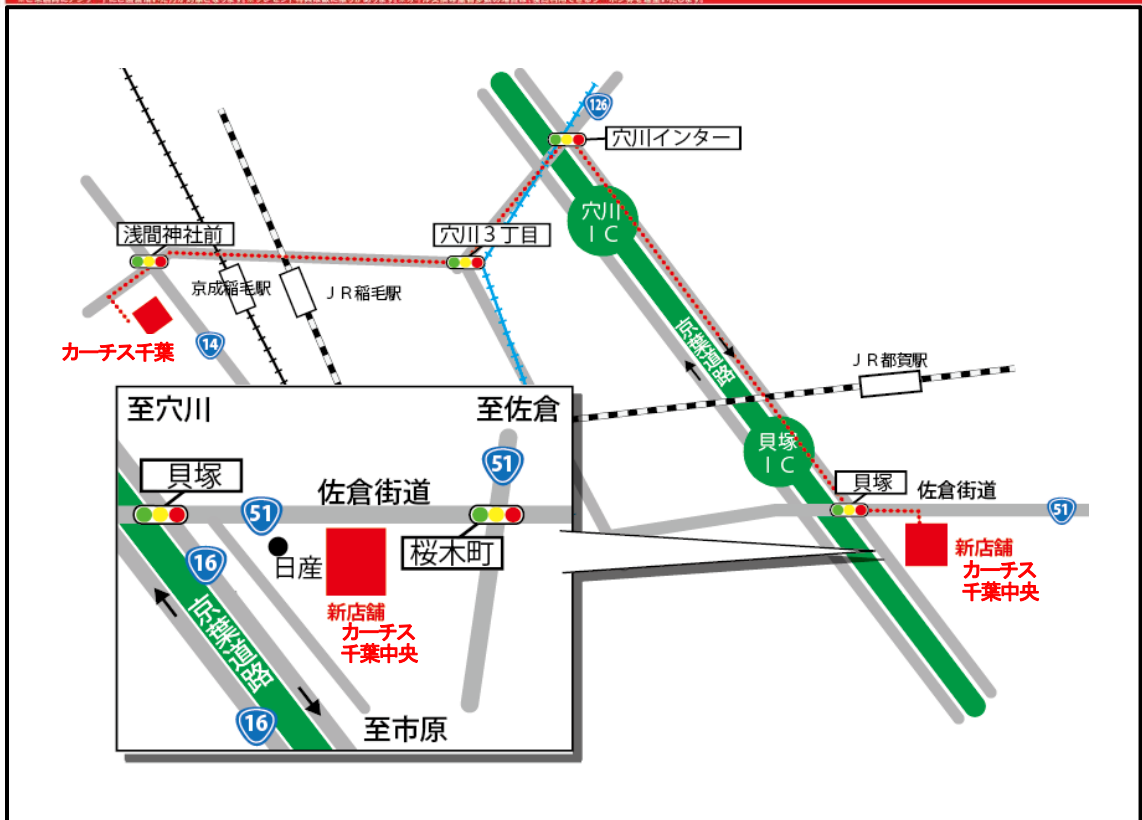 126
穴川インター
穴川
ＩＣ
浅間神社前
穴川３丁目
京成稲毛駅
ＪＲ稲毛駅
カーチス千葉
14
京葉道路
ＪＲ都賀駅
貝塚
ＩＣ
貝塚
佐倉街道
51
新店舗
カーチス
千葉中央
至穴川
至佐倉
貝塚
51
佐倉街道
51
桜木町
16
日産
新店舗
カーチス
千葉中央
京葉道路
16
至市原